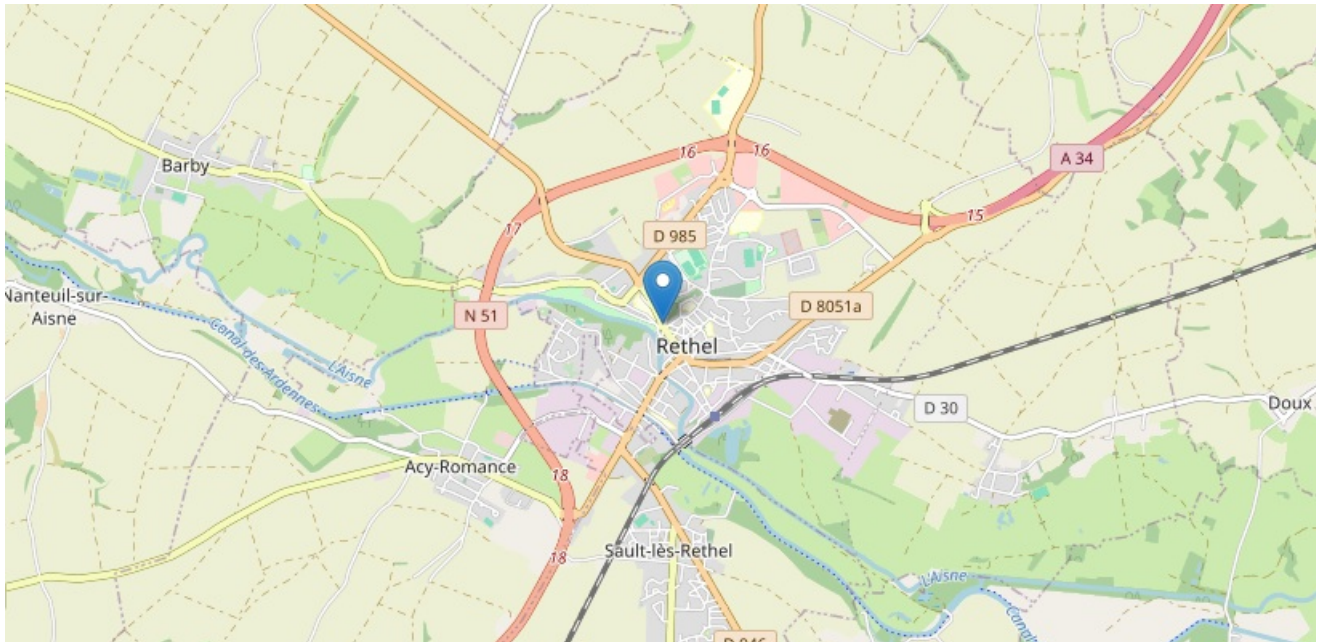 16
16
A 34
Barby
15
17
D 985
Nanteuil-sur-
Aisne
N 51
D 8051a
Rethel
L'Aisne
Canal des Ardennes
D 30
Doux
Acy-Romance
18
Sault-lès-Rethel
18
L'Aisne